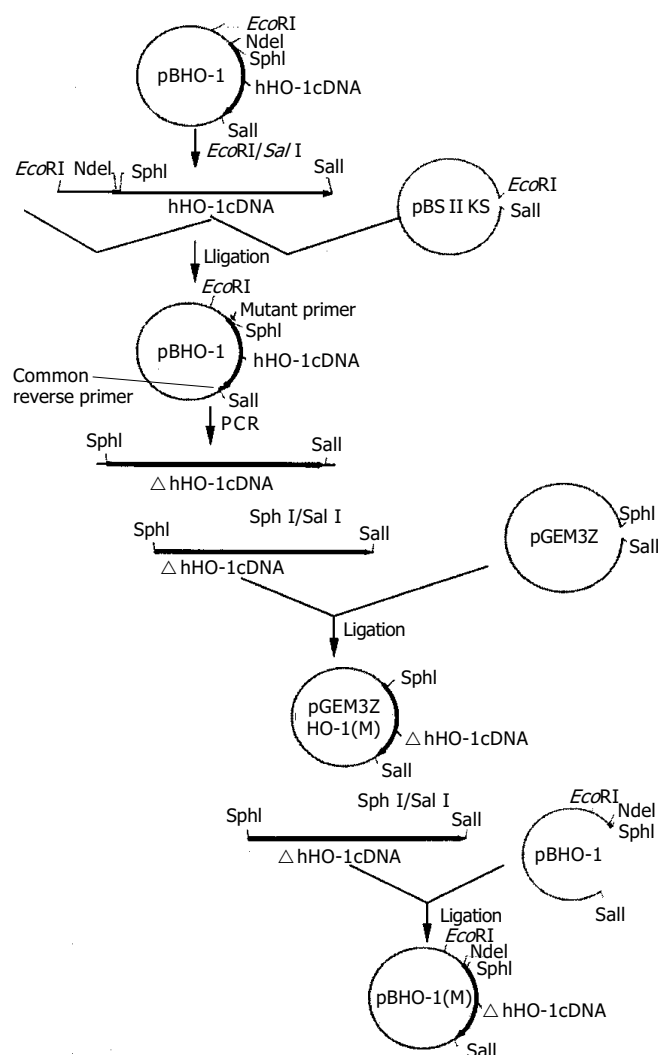 EcoRI
NdeI
SphI
pBHO-1
hHO-1cDNA
SalI
EcoRI/Sal I
EcoRI NdeI SphI SalI
hHO-1cDNA
pBS II KS
EcoRI
SalI
Lligation
EcoRI
Mutant primer
SphI
pBHO-1
hHO-1cDNA
Common
reverse primer
SalI
PCR
SphI SalI
△hHO-1cDNA
Sph I/Sal I
SphI SalI
△hHO-1cDNA
pGEM3Z
SphI
SalI
Ligation
SphI
pGEM3Z
HO-1(M)
△hHO-1cDNA
SalI
Sph I/Sal I
SphI SalI
△hHO-1cDNA
EcoRI
NdeI
SphI
pBHO-1
SalI
Ligation
EcoRI
NdeI
SphI
pBHO-1(M)
△hHO-1cDNA
SalI